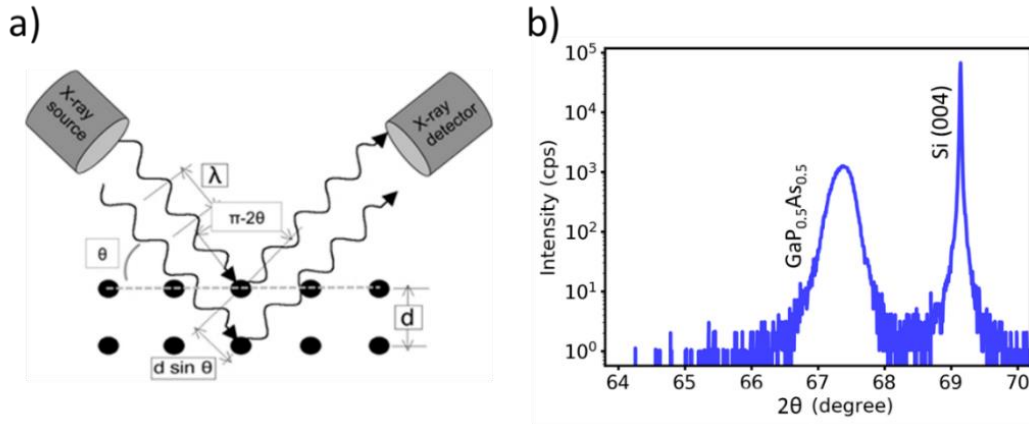 a)
X-ray
source
X-ray
detector
λ
π-2θ
θ
d
d sin θ
b)
Intensity (cps)
10⁵
10⁴
10³
10²
10¹
10⁰
GaP₀.₅As₀.₅
Si (004)
64 65 66 67 68 69 70
2θ (degree)